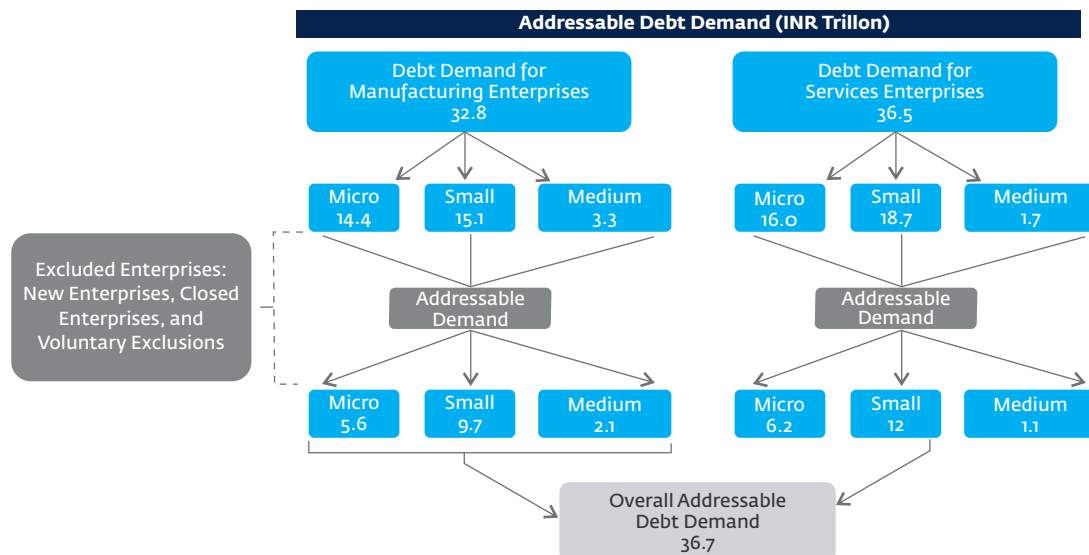 Addressable Debt Demand (INR Trillon)
Debt Demand for
Manufacturing Enterprises
32.8
Debt Demand for
Services Enterprises
36.5
Micro
14.4
Small
15.1
Medium
3.3
Micro
16.0
Small
18.7
Medium
1.7
Excluded Enterprises:
New Enterprises, Closed
Enterprises, and
Voluntary Exclusions
Addressable
Demand
Addressable
Demand
Micro
5.6
Small
9.7
Medium
2.1
Micro
6.2
Small
12
Medium
1.1
Overall Addressable
Debt Demand
36.7